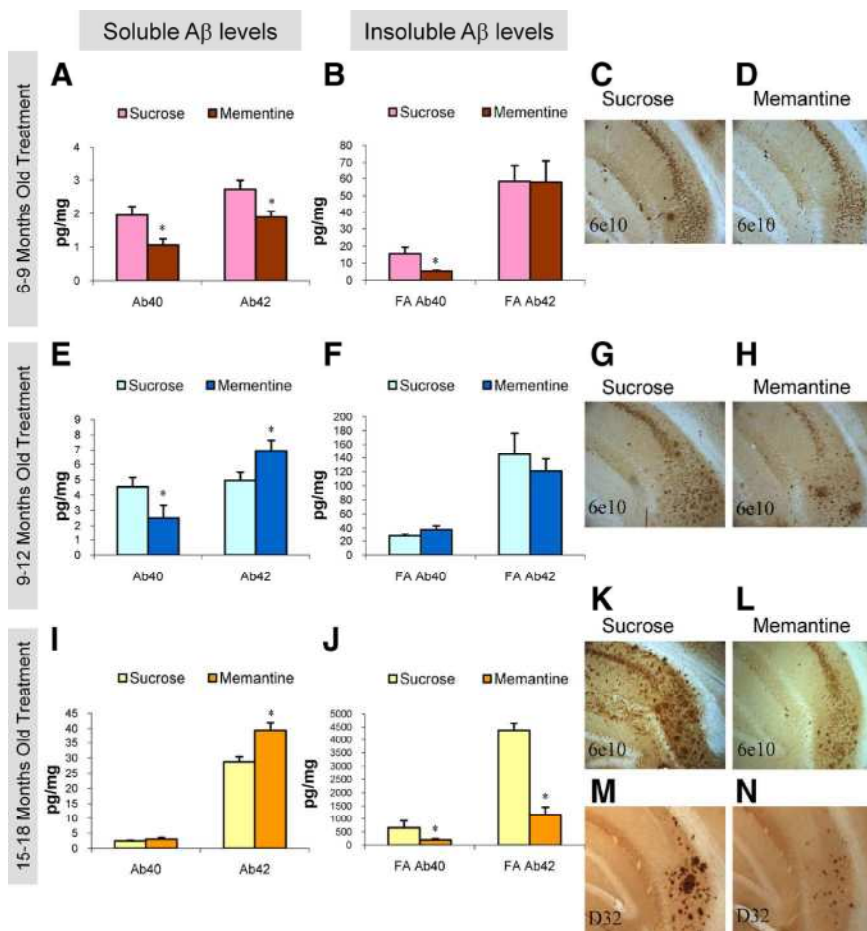 Soluble Aβ levels
Insoluble Aβ levels
6-9 Months Old Treatment
A
Sucrose Mementine
pg/mg
4
3
2
1
0
*
*
Ab40 Ab42
B
Sucrose Mementine
pg/mg
80
70
60
50
40
30
20
10
0
*
FA Ab40 FA Ab42
C
Sucrose
6e10
D
Memantine
6e10
9-12 Months Old Treatment
E
Sucrose Mementine
pg/mg
9
8
7
6
5
4
3
2
1
0
*
*
Ab40 Ab42
F
Sucrose Mementine
pg/mg
200
180
160
140
120
100
80
60
40
20
0
FA Ab40 FA Ab42
G
Sucrose
6e10
H
Memantine
6e10
15-18 Months Old Treatment
I
Sucrose Memantine
pg/mg
45
40
35
30
25
20
15
10
5
0
*
Ab40 Ab42
J
Sucrose Memantine
pg/mg
5000
4500
4000
3500
3000
2500
2000
1500
1000
500
0
*
*
FA Ab40 FA Ab42
K
Sucrose
6e10
L
Memantine
6e10
M
D32
N
D32